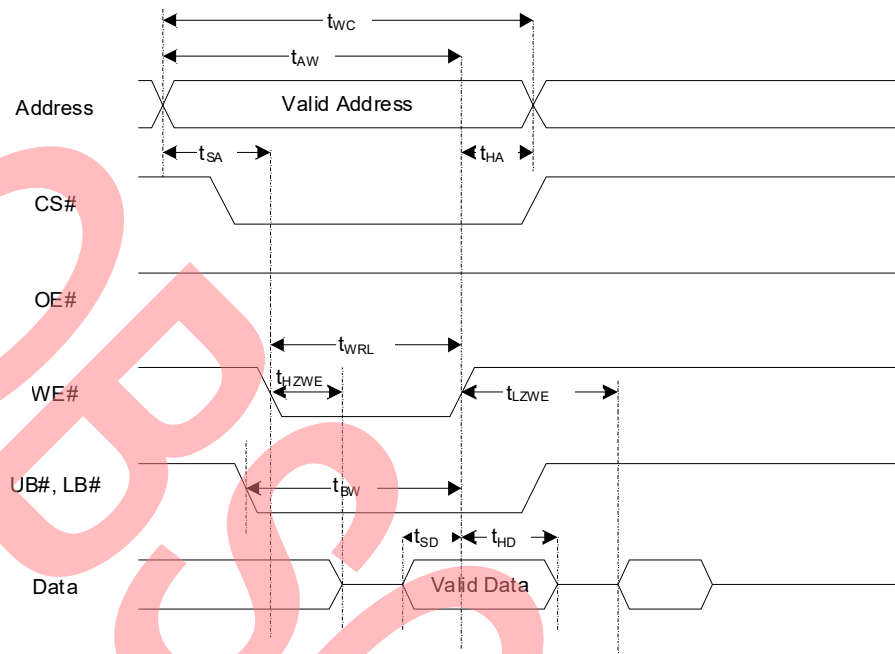 tWC
tAW
Address
Valid Address
tSA
tHA
CS#
OE#
tWRL
WE#
tHZWE
tLZWE
UB#, LB#
tBW
tSD
tHD
Data
Valid Data
OBSO